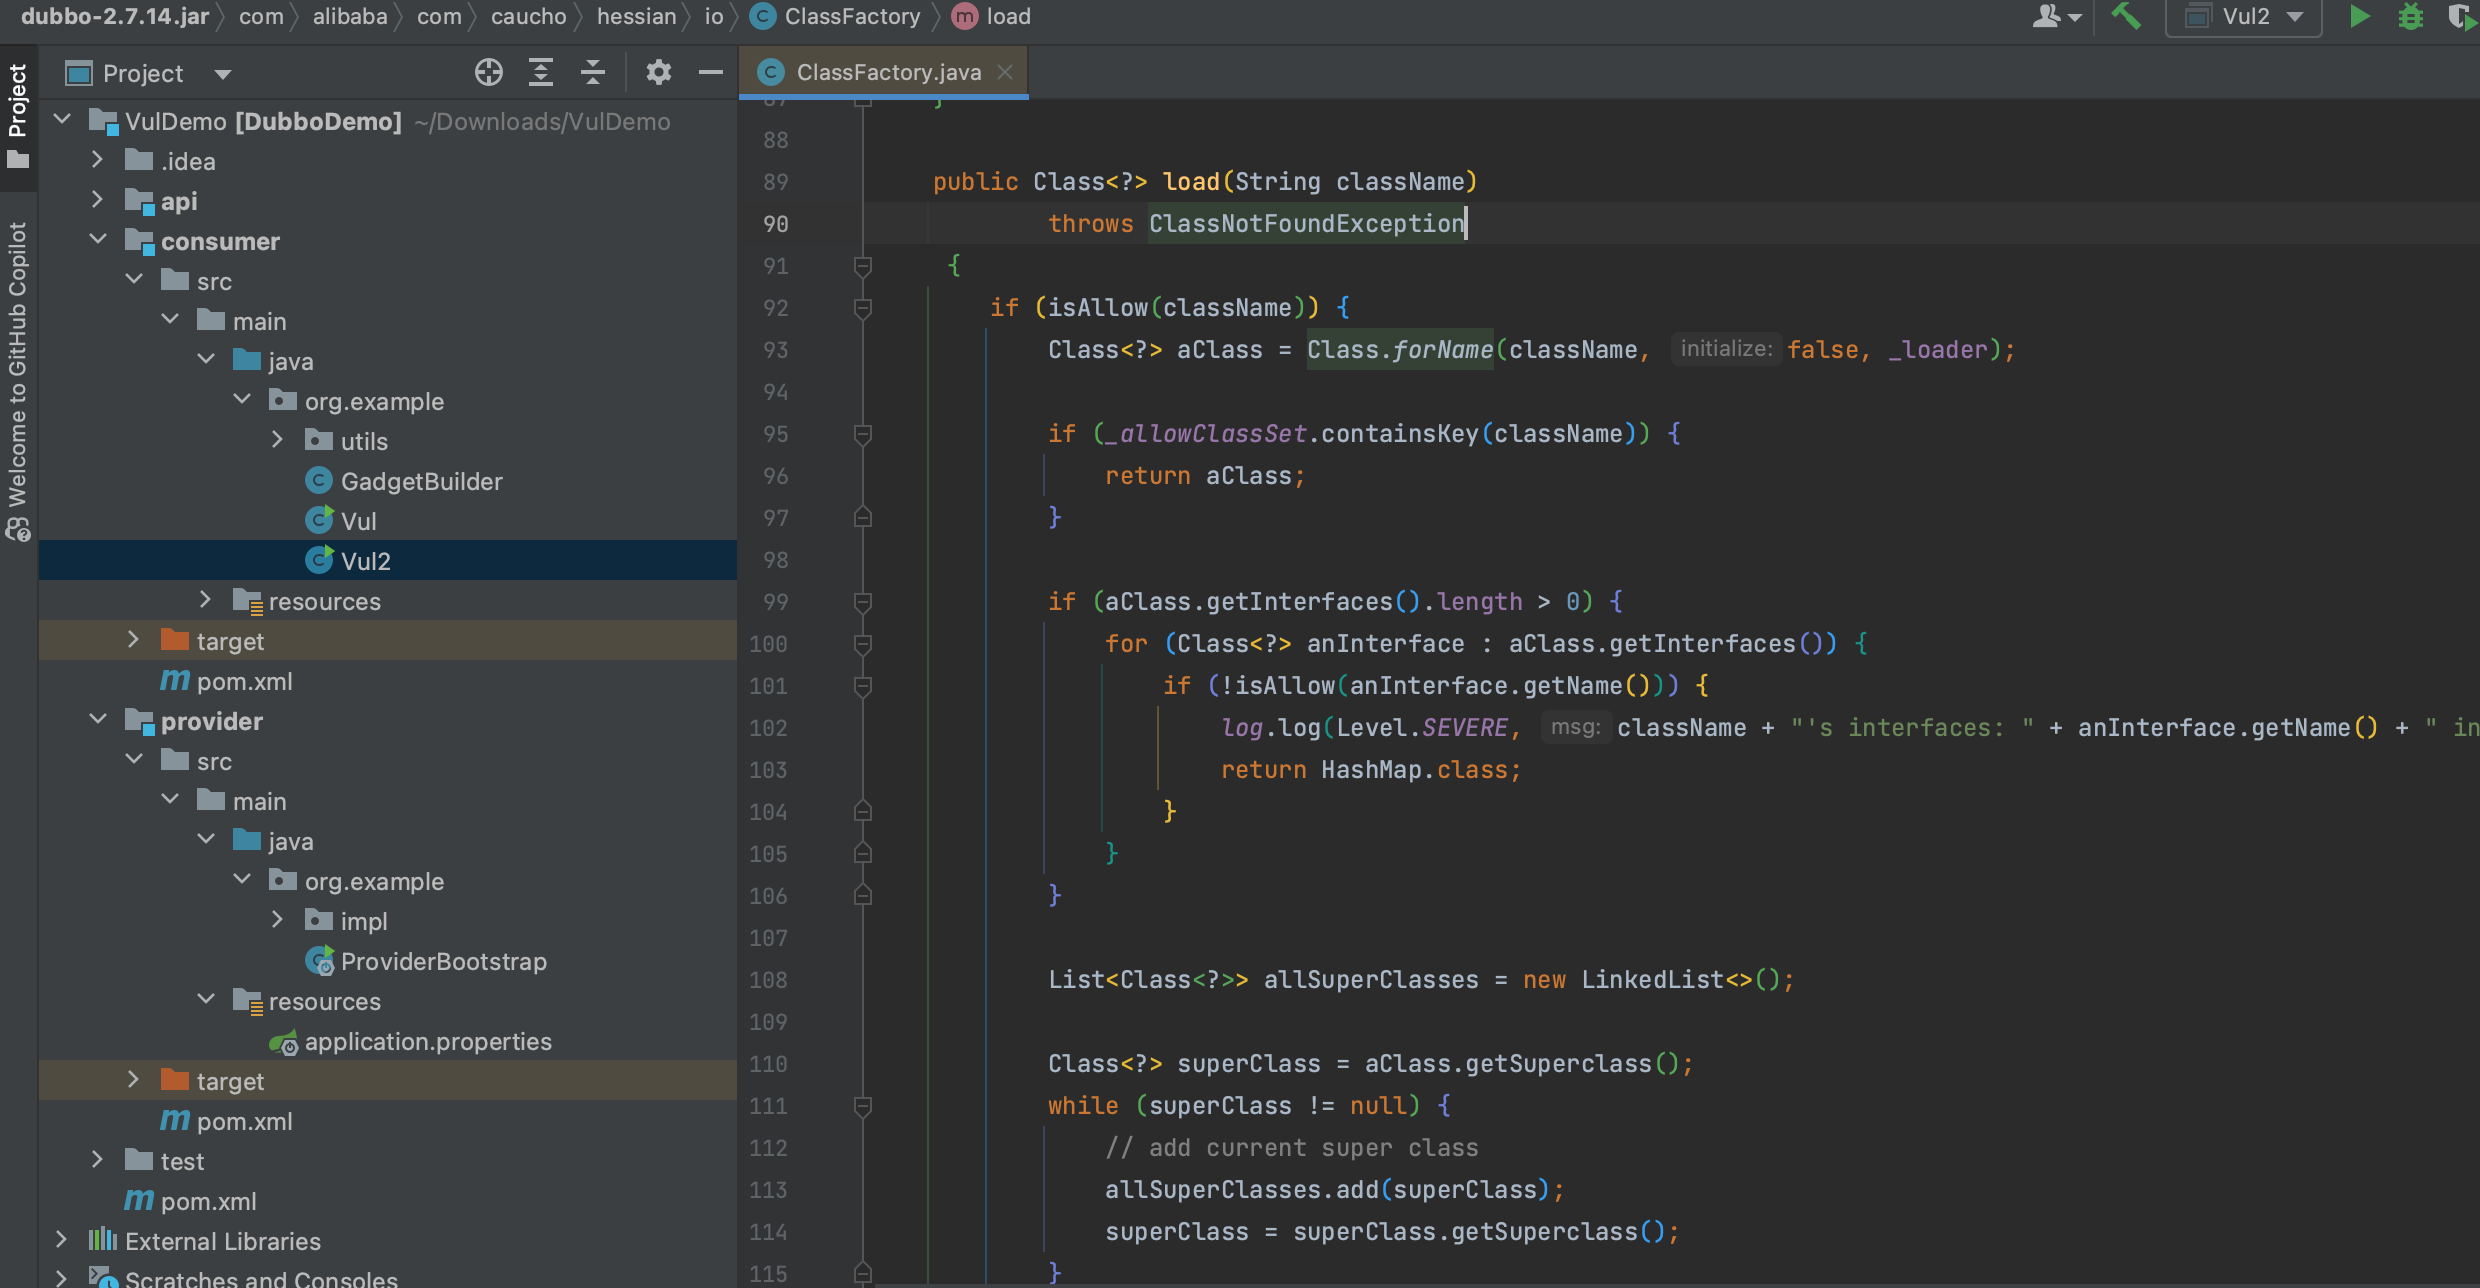 dubbo-2.7.14.jar com alibaba com caucho hessian io ClassFactory load
Vul2
Project
ClassFactory.java
Project
Welcome to GitHub Copilot
VulDemo [DubboDemo] ~/Downloads/VulDemo
.idea
api
consumer
src
main
java
org.example
utils
GadgetBuilder
Vul
Vul2
resources
target
pom.xml
provider
src
main
java
org.example
impl
ProviderBootstrap
resources
application.properties
target
pom.xml
test
pom.xml
External Libraries
Scratches and Consoles
87 }
88
89 public Class<?> load(String className)
90 throws ClassNotFoundException
91 {
92 if (isAllow(className)) {
93 Class<?> aClass = Class.forName(className, initialize: false, _loader);
94
95 if (_allowClassSet.containsKey(className)) {
96 return aClass;
97 }
98
99 if (aClass.getInterfaces().length > 0) {
100 for (Class<?> anInterface : aClass.getInterfaces()) {
101 if (!isAllow(anInterface.getName())) {
102 log.log(Level.SEVERE, msg: className + "'s interfaces: " + anInterface.getName() + " in
103 return HashMap.class;
104 }
105 }
106 }
107
108 List<Class<?>> allSuperClasses = new LinkedList<>();
109
110 Class<?> superClass = aClass.getSuperclass();
111 while (superClass != null) {
112 // add current super class
113 allSuperClasses.add(superClass);
114 superClass = superClass.getSuperclass();
115 }